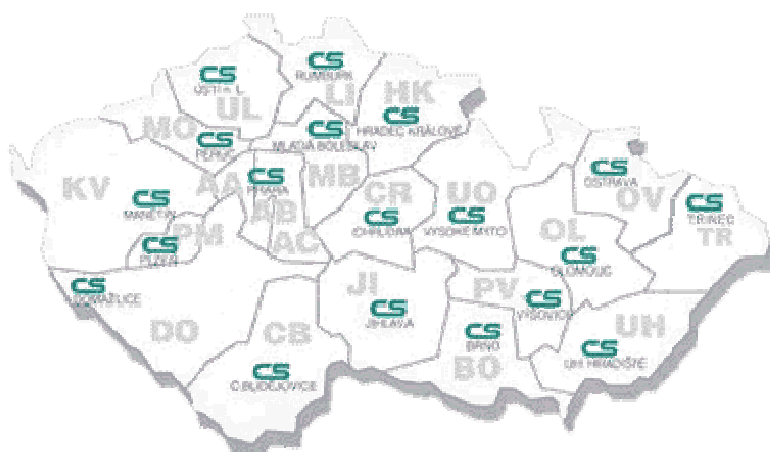 CS
RUMBURK
CS
ÚSTÍ n. L
LI
HK
UL
CS
HRADEC KRÁLOVÉ
MO
CS
PERUC
CS
MLADÁ BOLESLAV
CS
OSTRAVA
OV
KV
AA
CS
PRAHA
MB
CR
UO
CS
MANĚTÍN
CS
TŘINEC
TR
AB
CS
CS
VYSOKÉ MÝTO
OL
PM
CS
PLZEŇ
AC
CS
OLOMOUC
CS
DOMAŽLICE
JI
CS
JIHLAVA
PV
CS
DO
CB
CS
BRNO
BO
UH
CS
UH. HRADIŠTĚ
CS
Č.BUDĚJOVICE